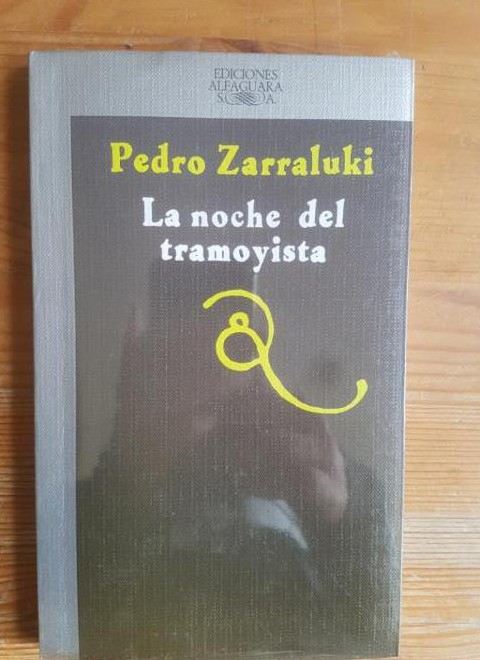 EDICIONES
ALFAGUARA
S. A.
Pedro Zarraluki
La noche del
tramoyista